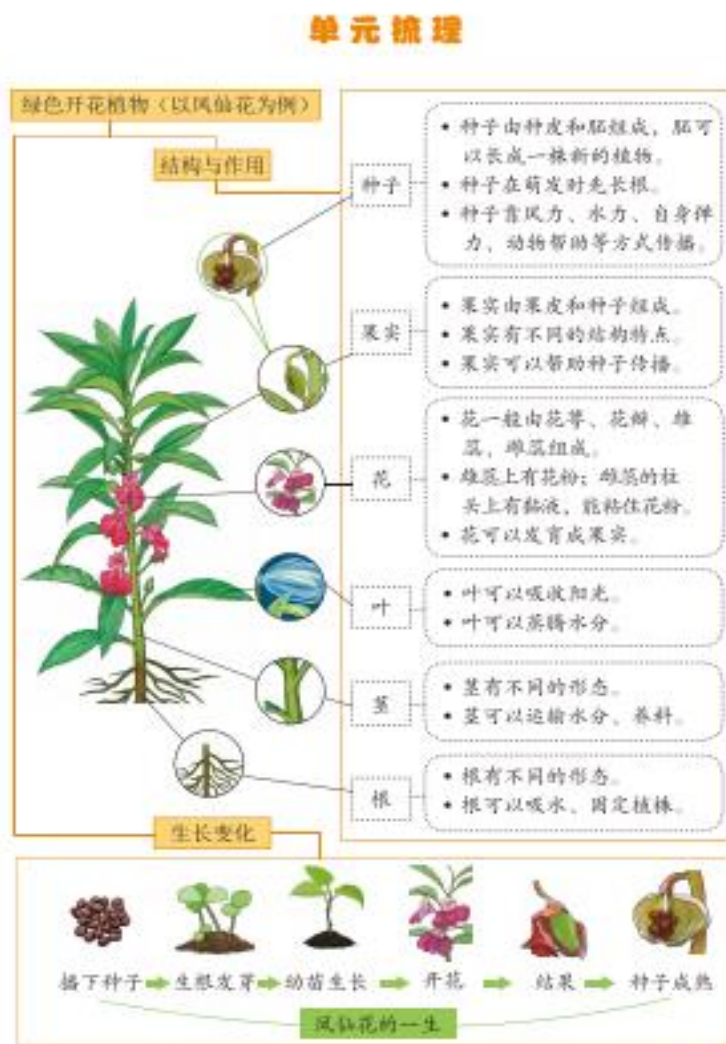 单元梳理
绿色开花植物（以凤仙花为例）
结构与作用
种子
• 种子由种皮和胚组成，胚可
以长成一株新的植物。
• 种子在萌发时先长根。
• 种子靠风力、水力、自身弹
力、动物帮助等方式传播。
果实
• 果实由果皮和种子组成。
• 果实有不同的结构特点。
• 果实可以帮助种子传播。
花
• 花一般由花萼、花瓣、雄
蕊、雌蕊组成。
• 雄蕊上有花粉；雌蕊的柱
头上有黏液，能粘住花粉。
• 花可以发育成果实。
叶
• 叶可以吸收阳光。
• 叶可以蒸腾水分。
茎
• 茎有不同的形态。
• 茎可以运输水分、养料。
根
• 根有不同的形态。
• 根可以吸水、固定植株。
生长变化
播下种子
生根发芽
幼苗生长
开花
结果
种子成熟
凤仙花的一生